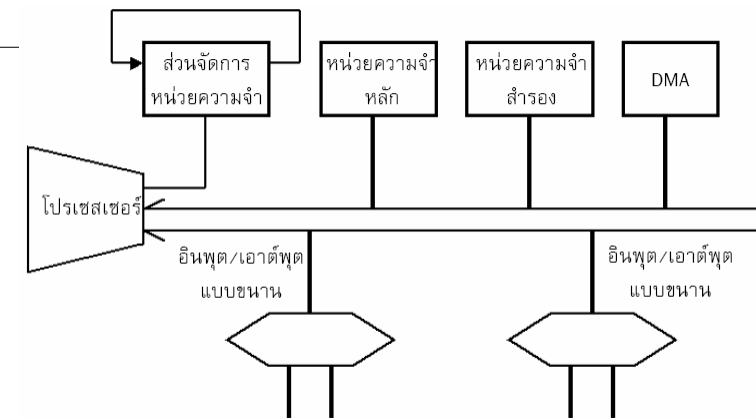 ส่วนจัดการ
หน่วยความจำ
หน่วยความจำ
หลัก
หน่วยความจำ
สำรอง
DMA
โปรเซสเซอร์
อินพุต/เอาต์พุต
แบบขนาน
อินพุต/เอาต์พุต
แบบขนาน